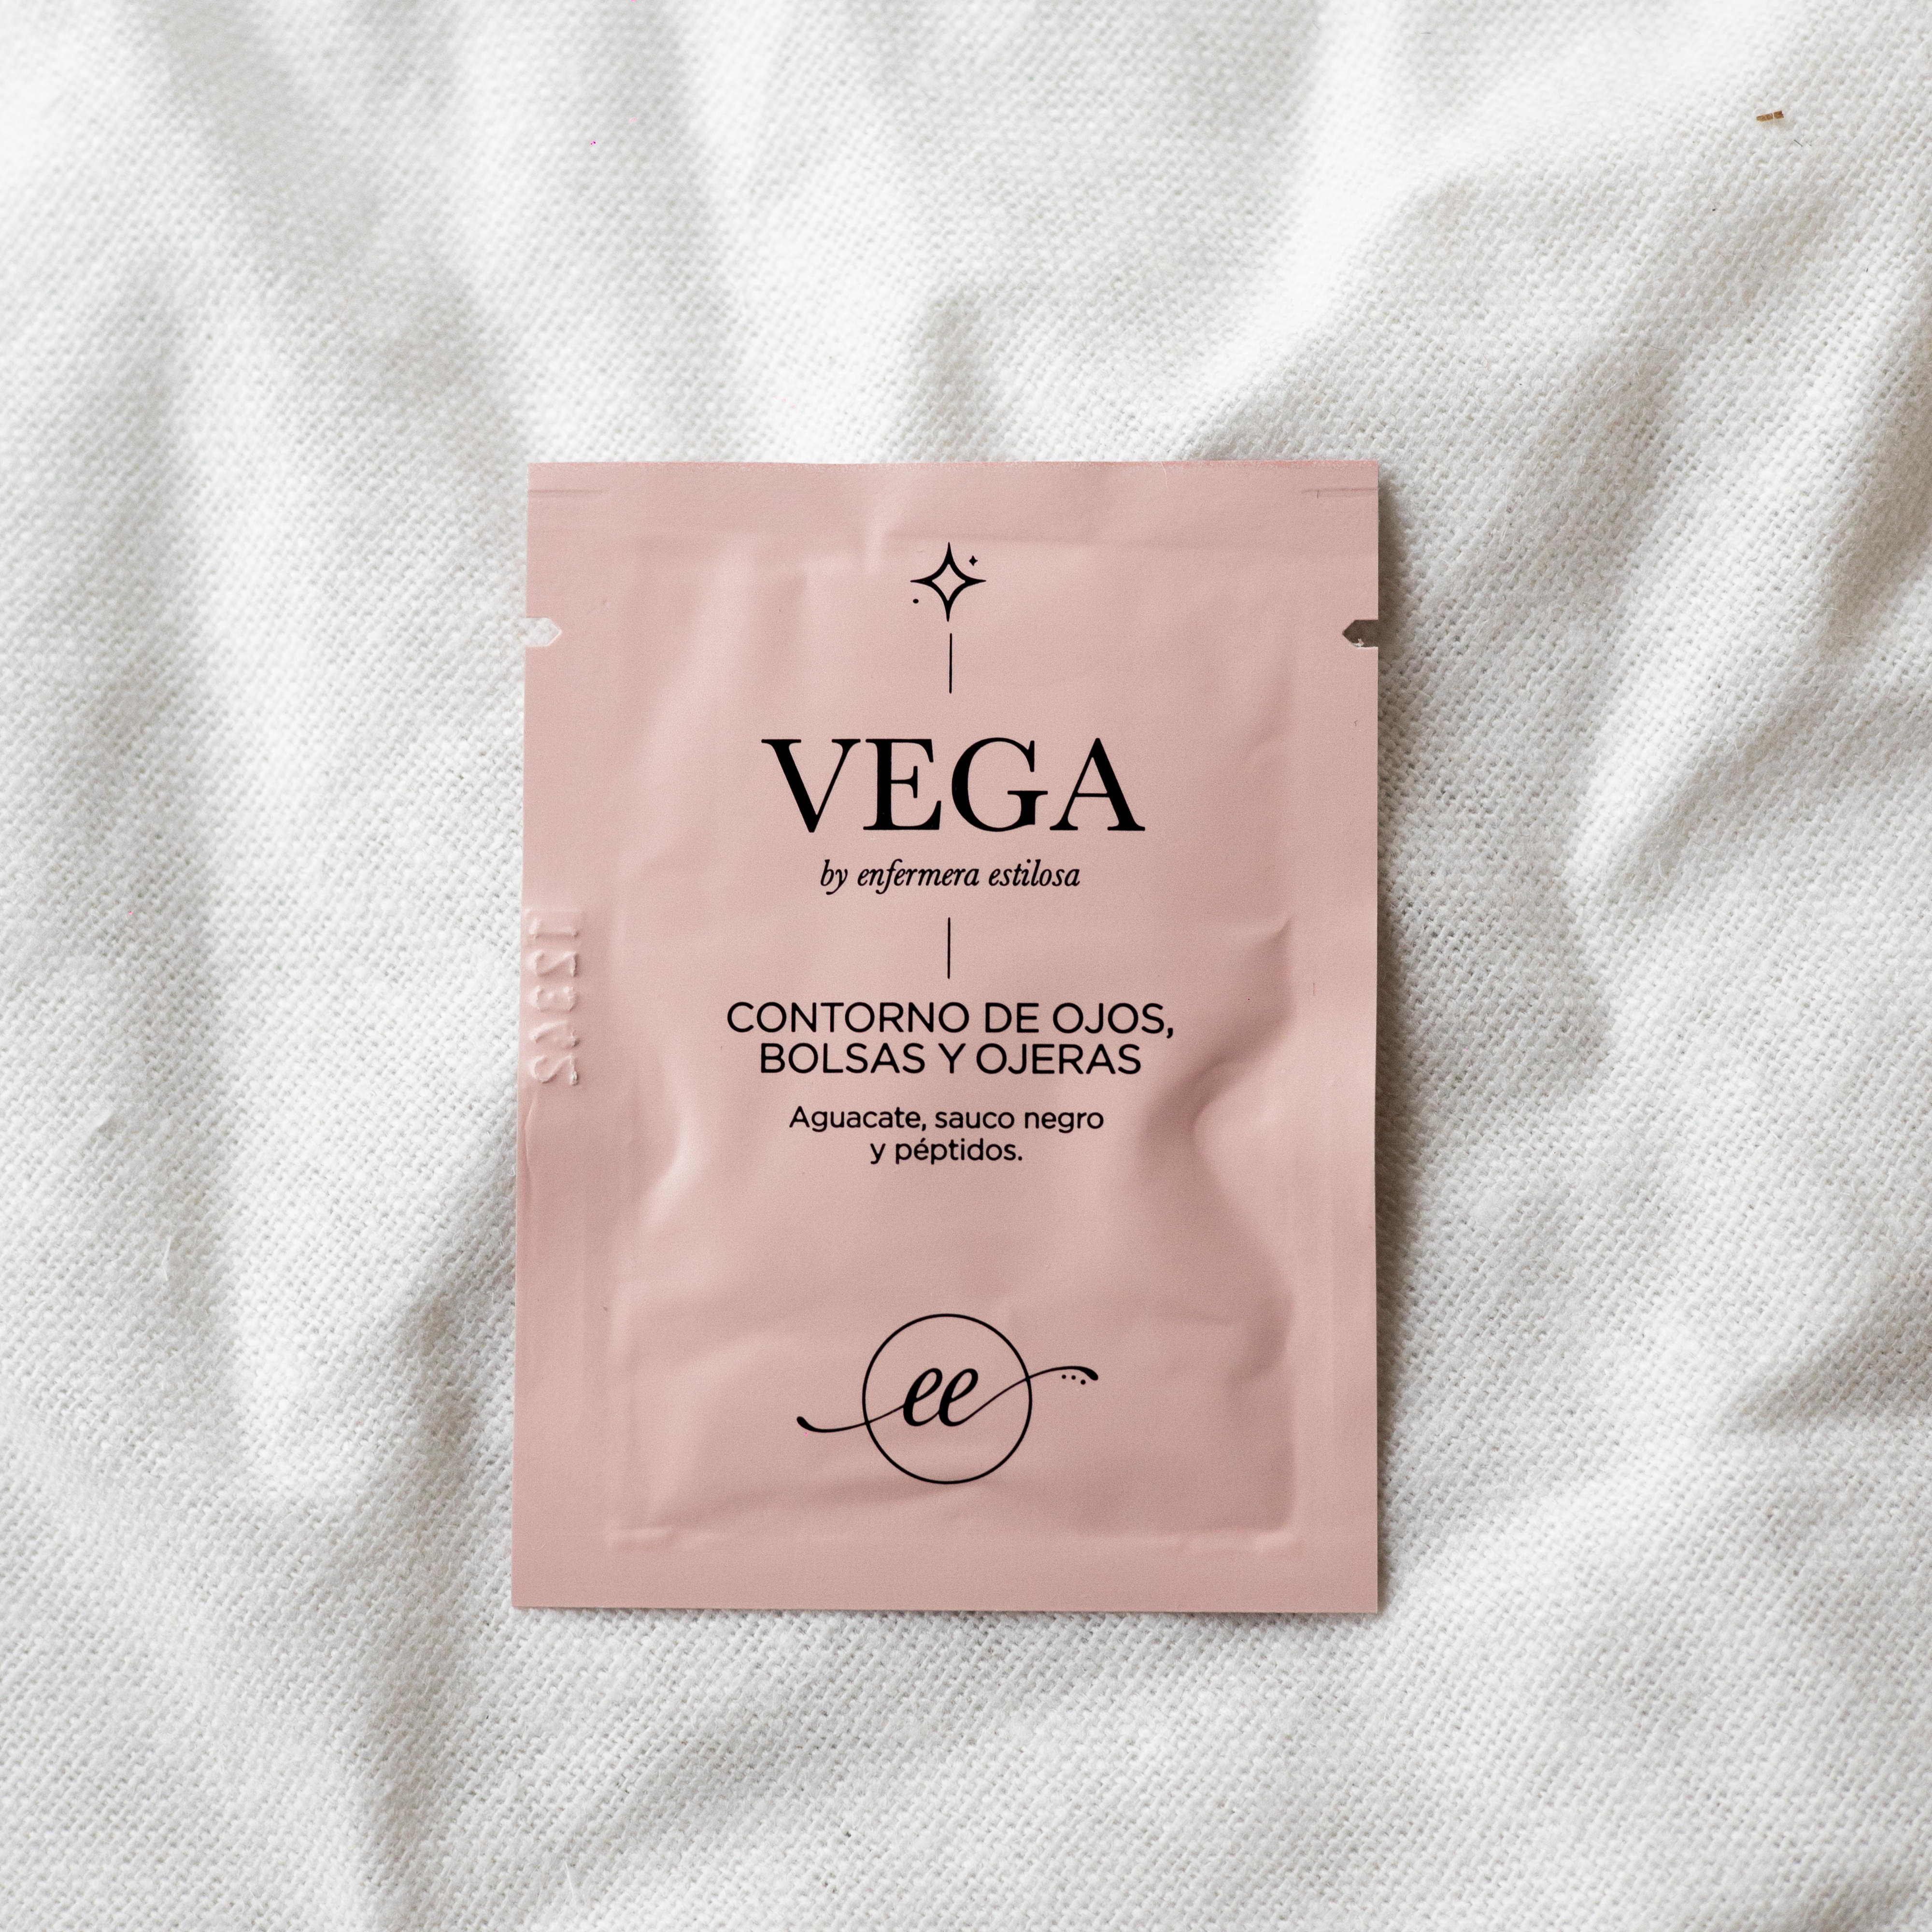 VEGA
by enfermera estilosa
CONTORNO DE OJOS,
BOLSAS Y OJERAS
Aguacate, sauco negro
y péptidos.
ee